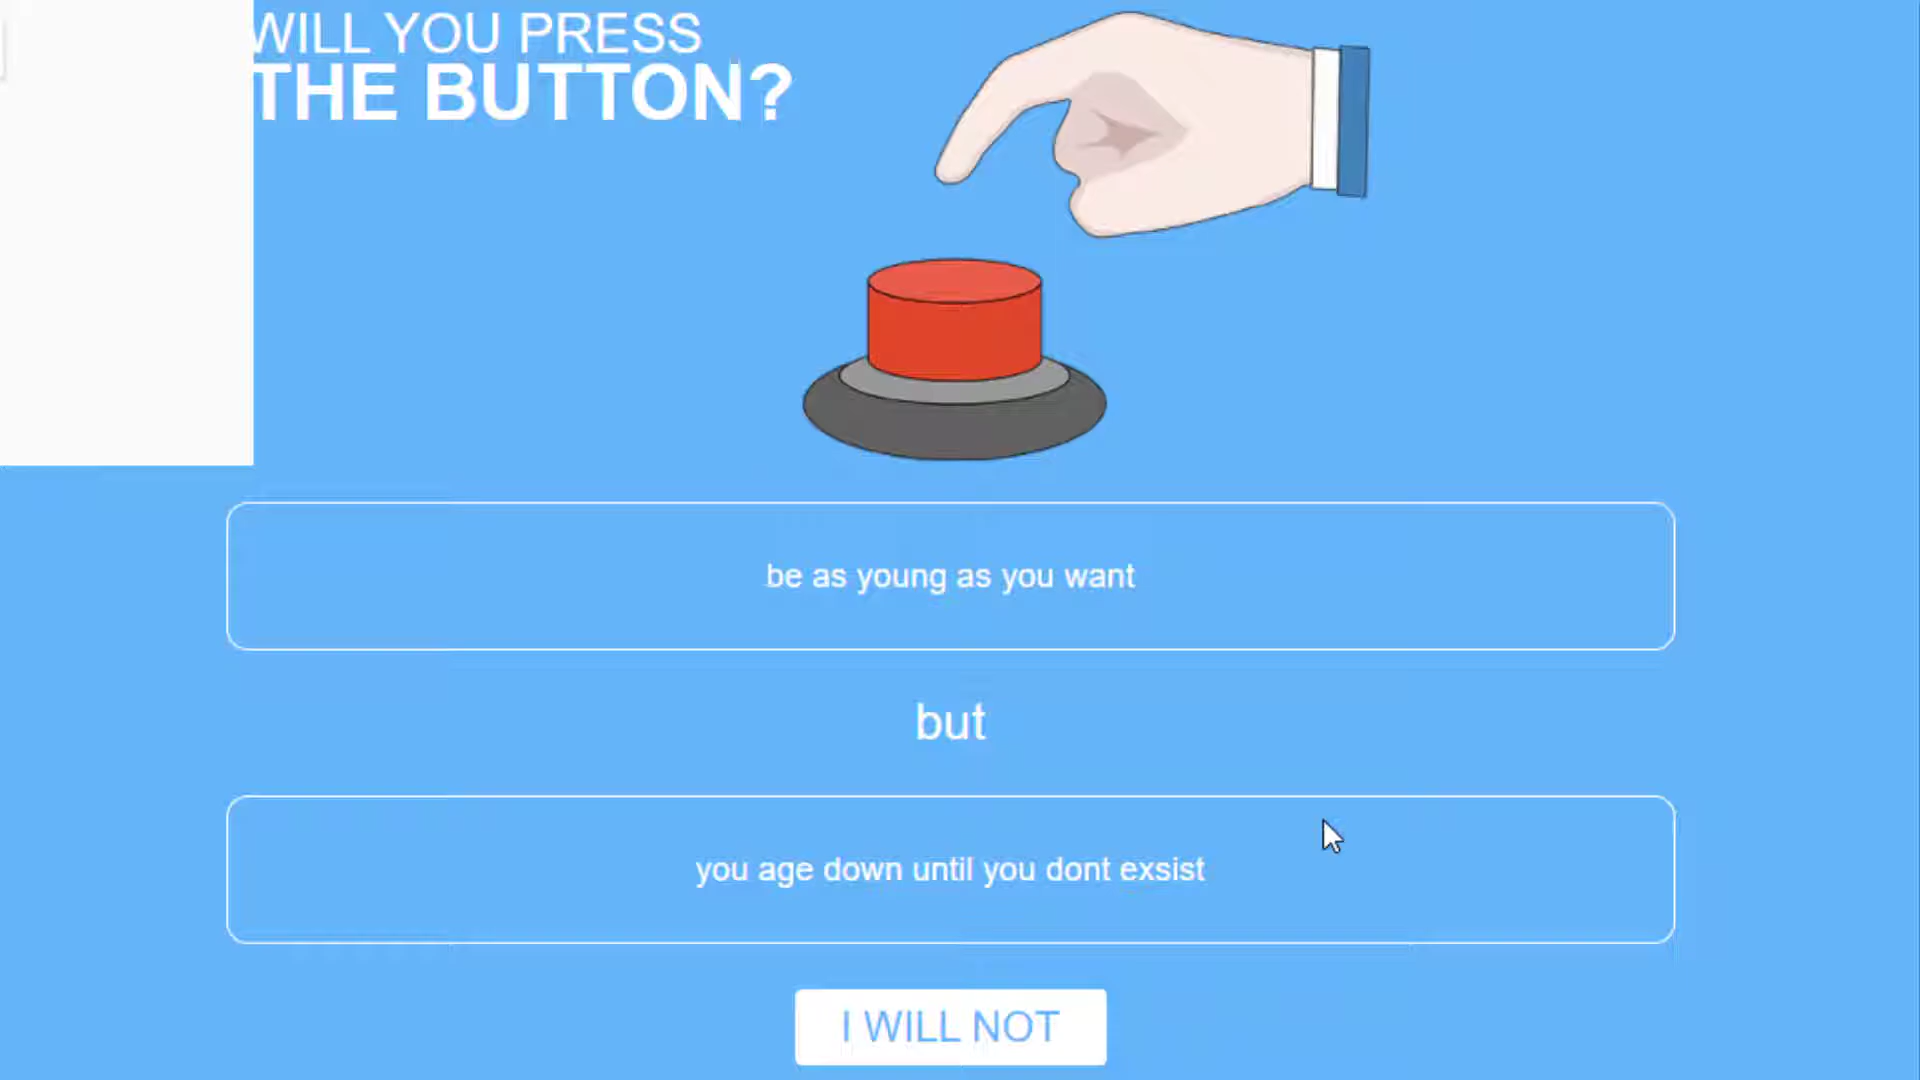 WILL YOU PRESS
THE BUTTON?
be as young as you want
but
you age down until you dont exsist
I WILL NOT